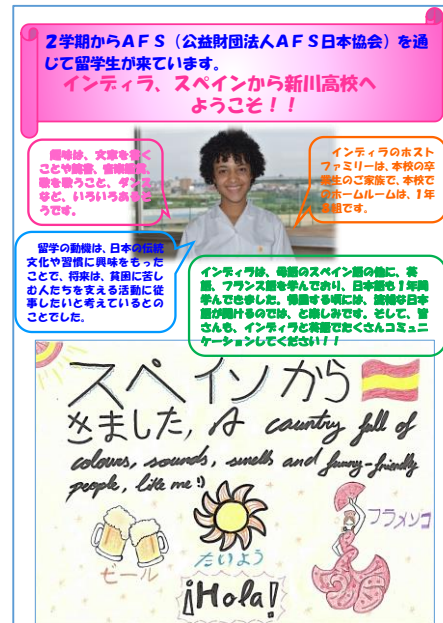 ２学期からＡＦＳ（公益財団法人ＡＦＳ日本協会）を通
じて留学生が来ています。
インディラ、スペインから新川高校へ
ようこそ！！
趣味は、文章を書く
ことや読書、音楽鑑賞、
歌を歌うこと、ダンス
など、いろいろあるそ
うです。
インディラのホスト
ファミリーは、本校の卒
業生のご家族で、本校で
のホームルームは、１年
組です。
留学の動機は、日本の伝統
文化や習慣に興味をもった
ことで、将来は、貧困に苦し
む人たちを支える活動に従
事したいと考えているとの
ことでした。
インディラは、母語のスペイン語の他に、英
語、フランス語を学んでおり、日本語も１年間
学んできました。帰国する頃には、流暢な日本
語が聞けるのでは、と楽しみです。そして、皆
さんも、インディラと英語でたくさんコミュニ
ケーションしてください！！
スペインから
きました, A country full of
colours, sounds, smells and funny-friendly
people, like me!)
ビール
たいよう
フラメンコ
¡Hola!